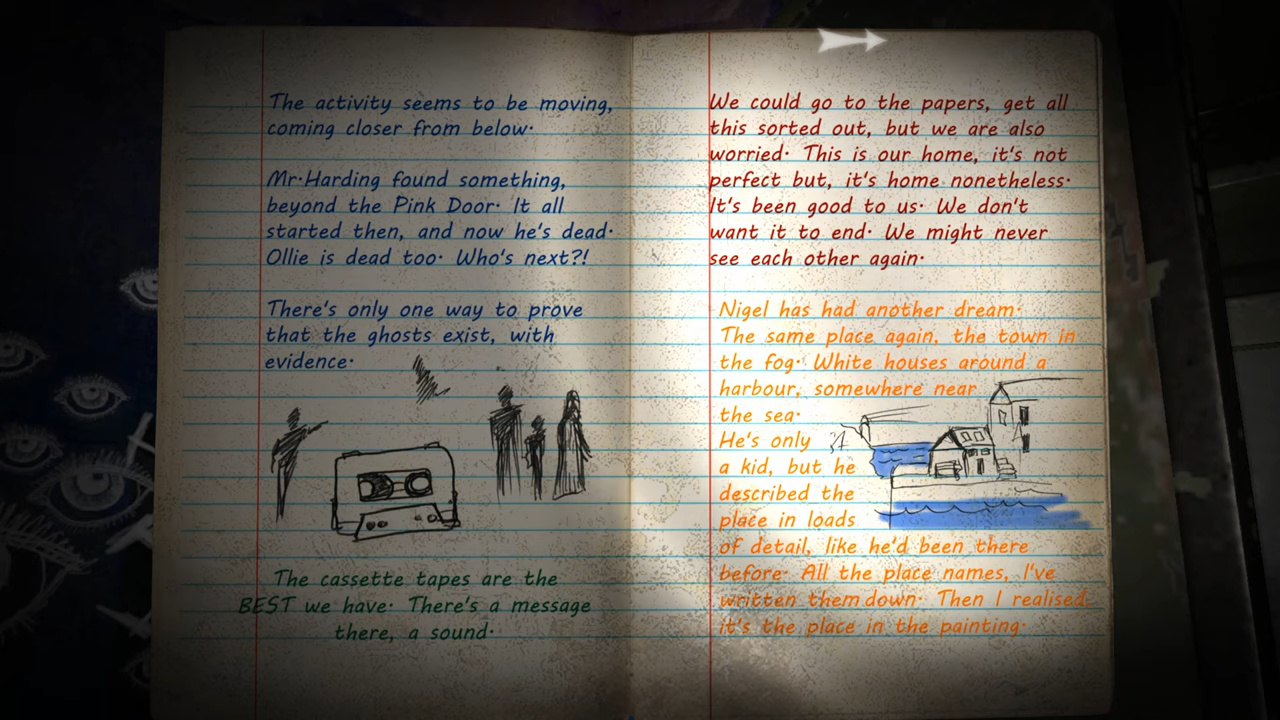 The activity seems to be moving,
coming closer from below.
Mr.Harding found something,
beyond the Pink Door. It all
started then, and now he's dead.
Ollie is dead too. Who's next?!
There's only one way to prove
that the ghosts exist, with
evidence.
The cassette tapes are the
BEST we have. There's a message
there, a sound.
We could go to the papers, get all
this sorted out, but we are also
worried. This is our home, it's not
perfect but, it's home nonetheless.
It's been good to us. We don't
want it to end. We might never
see each other again.
Nigel has had another dream.
The same place again, the town in
the fog. White houses around a
harbour, somewhere near
the sea.
He's only
a kid, but he
described the
place in loads
of detail, like he'd been there
before. All the place names, I've
written them down. Then I realised
it's the place in the painting.